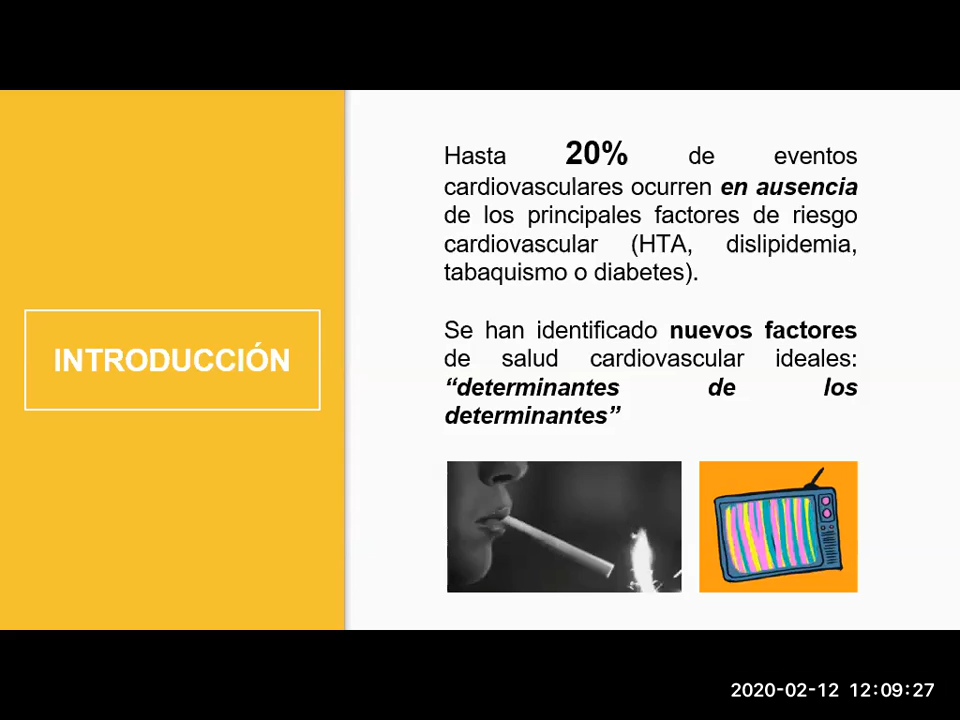 INTRODUCCIÓN
Hasta 20% de eventos
cardiovasculares ocurren en ausencia
de los principales factores de riesgo
cardiovascular (HTA, dislipidemia,
tabaquismo o diabetes).
Se han identificado nuevos factores
de salud cardiovascular ideales:
“determinantes de los
determinantes”
2020-02-12 12:09:27